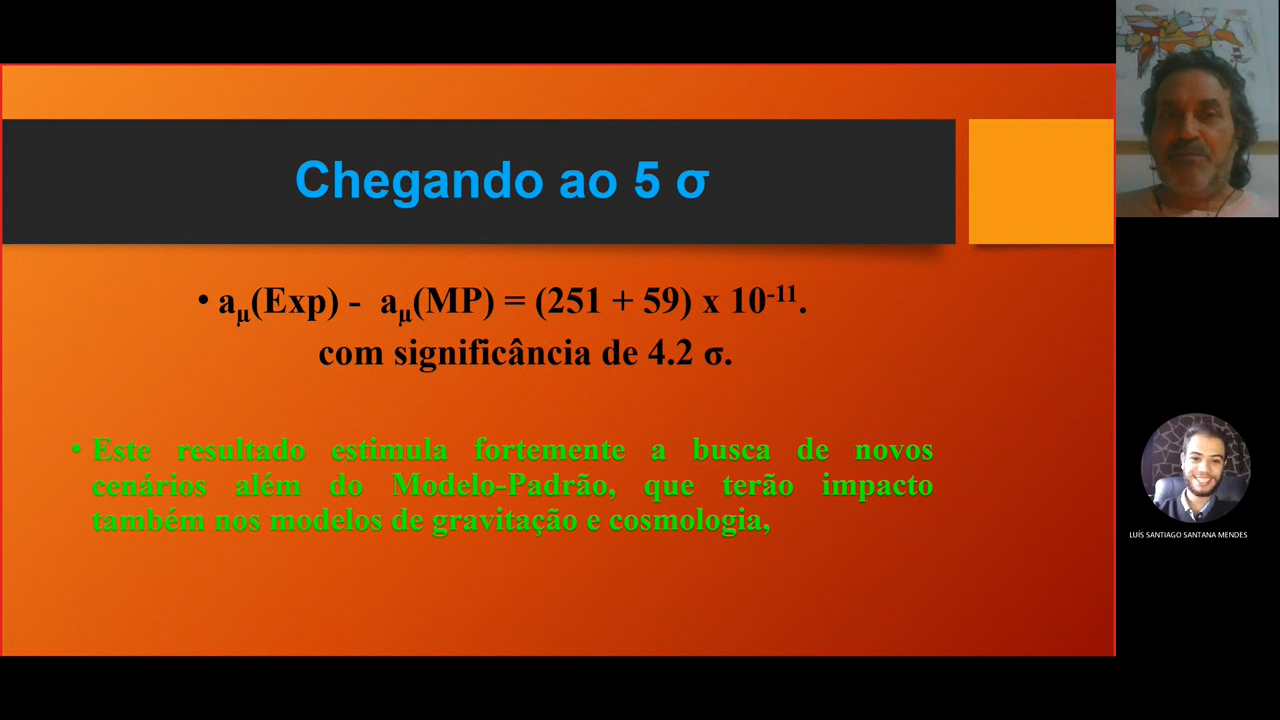 Chegando ao 5 σ
• aμ(Exp) - aμ(MP) = (251 + 59) x 10⁻¹¹.
com significância de 4.2 σ.
• Este resultado estimula fortemente a busca de novos
cenários além do Modelo-Padrão, que terão impacto
também nos modelos de gravitação e cosmologia,
LUÍS SANTIAGO SANTANA MENDES